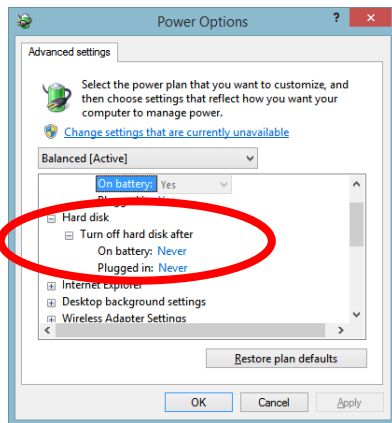 Power Options
Advanced settings
Select the power plan that you want to customize, and
then choose settings that reflect how you want your
computer to manage power.
Change settings that are currently unavailable
Balanced [Active]
On battery: Yes
Plugged in: Yes
Hard disk
Turn off hard disk after
On battery: Never
Plugged in: Never
Internet Explorer
Desktop background settings
Wireless Adapter Settings
Restore plan defaults
OK Cancel Apply